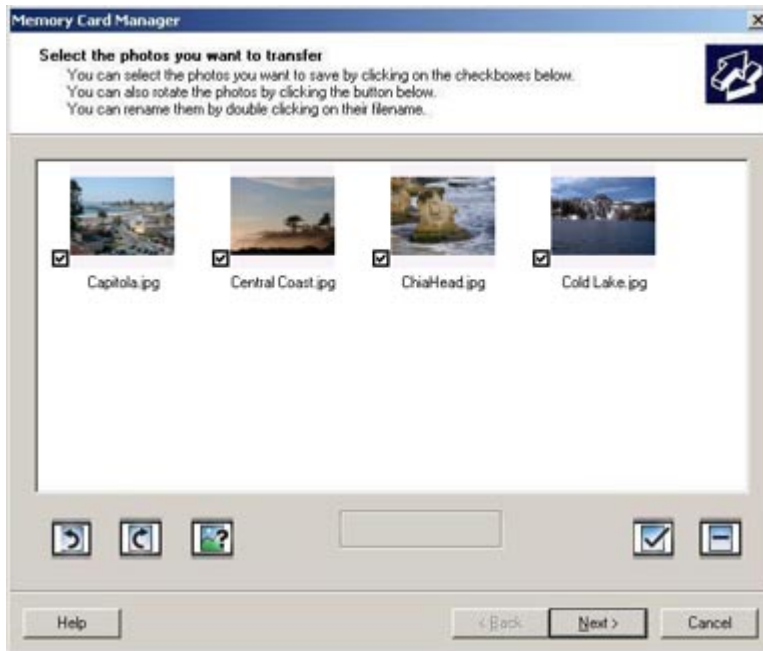 Memory Card Manager
Select the photos you want to transfer
You can select the photos you want to save by clicking on the checkboxes below.
You can also rotate the photos by clicking the button below.
You can rename them by double clicking on their filename.
Capitola.jpg
Central Coast.jpg
ChiaHead.jpg
Cold Lake.jpg
?
Help
< Back
Next >
Cancel